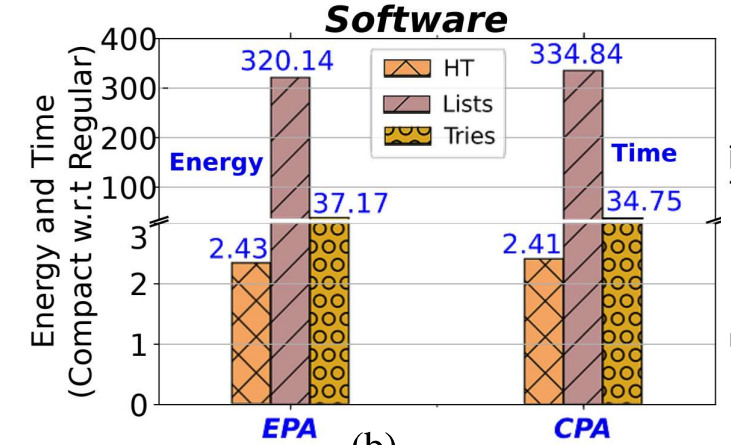 Software
Energy and Time
(Compact w.r.t Regular)
400
300
200
100
3
2
1
0
320.14
334.84
HT
Lists
Tries
Energy
Time
37.17
34.75
2.43
2.41
EPA
CPA
(b)